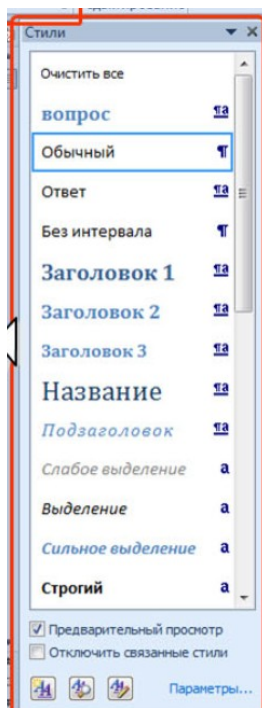 Стили
Очистить все
вопрос ¶a
Обычный ¶
Ответ ¶a
Без интервала ¶
Заголовок 1 ¶a
Заголовок 2 ¶a
Заголовок 3 ¶a
Название ¶a
Подзаголовок ¶a
Слабое выделение a
Выделение a
Сильное выделение a
Строгий a
Предварительный просмотр
Отключить связанные стили
Параметры...